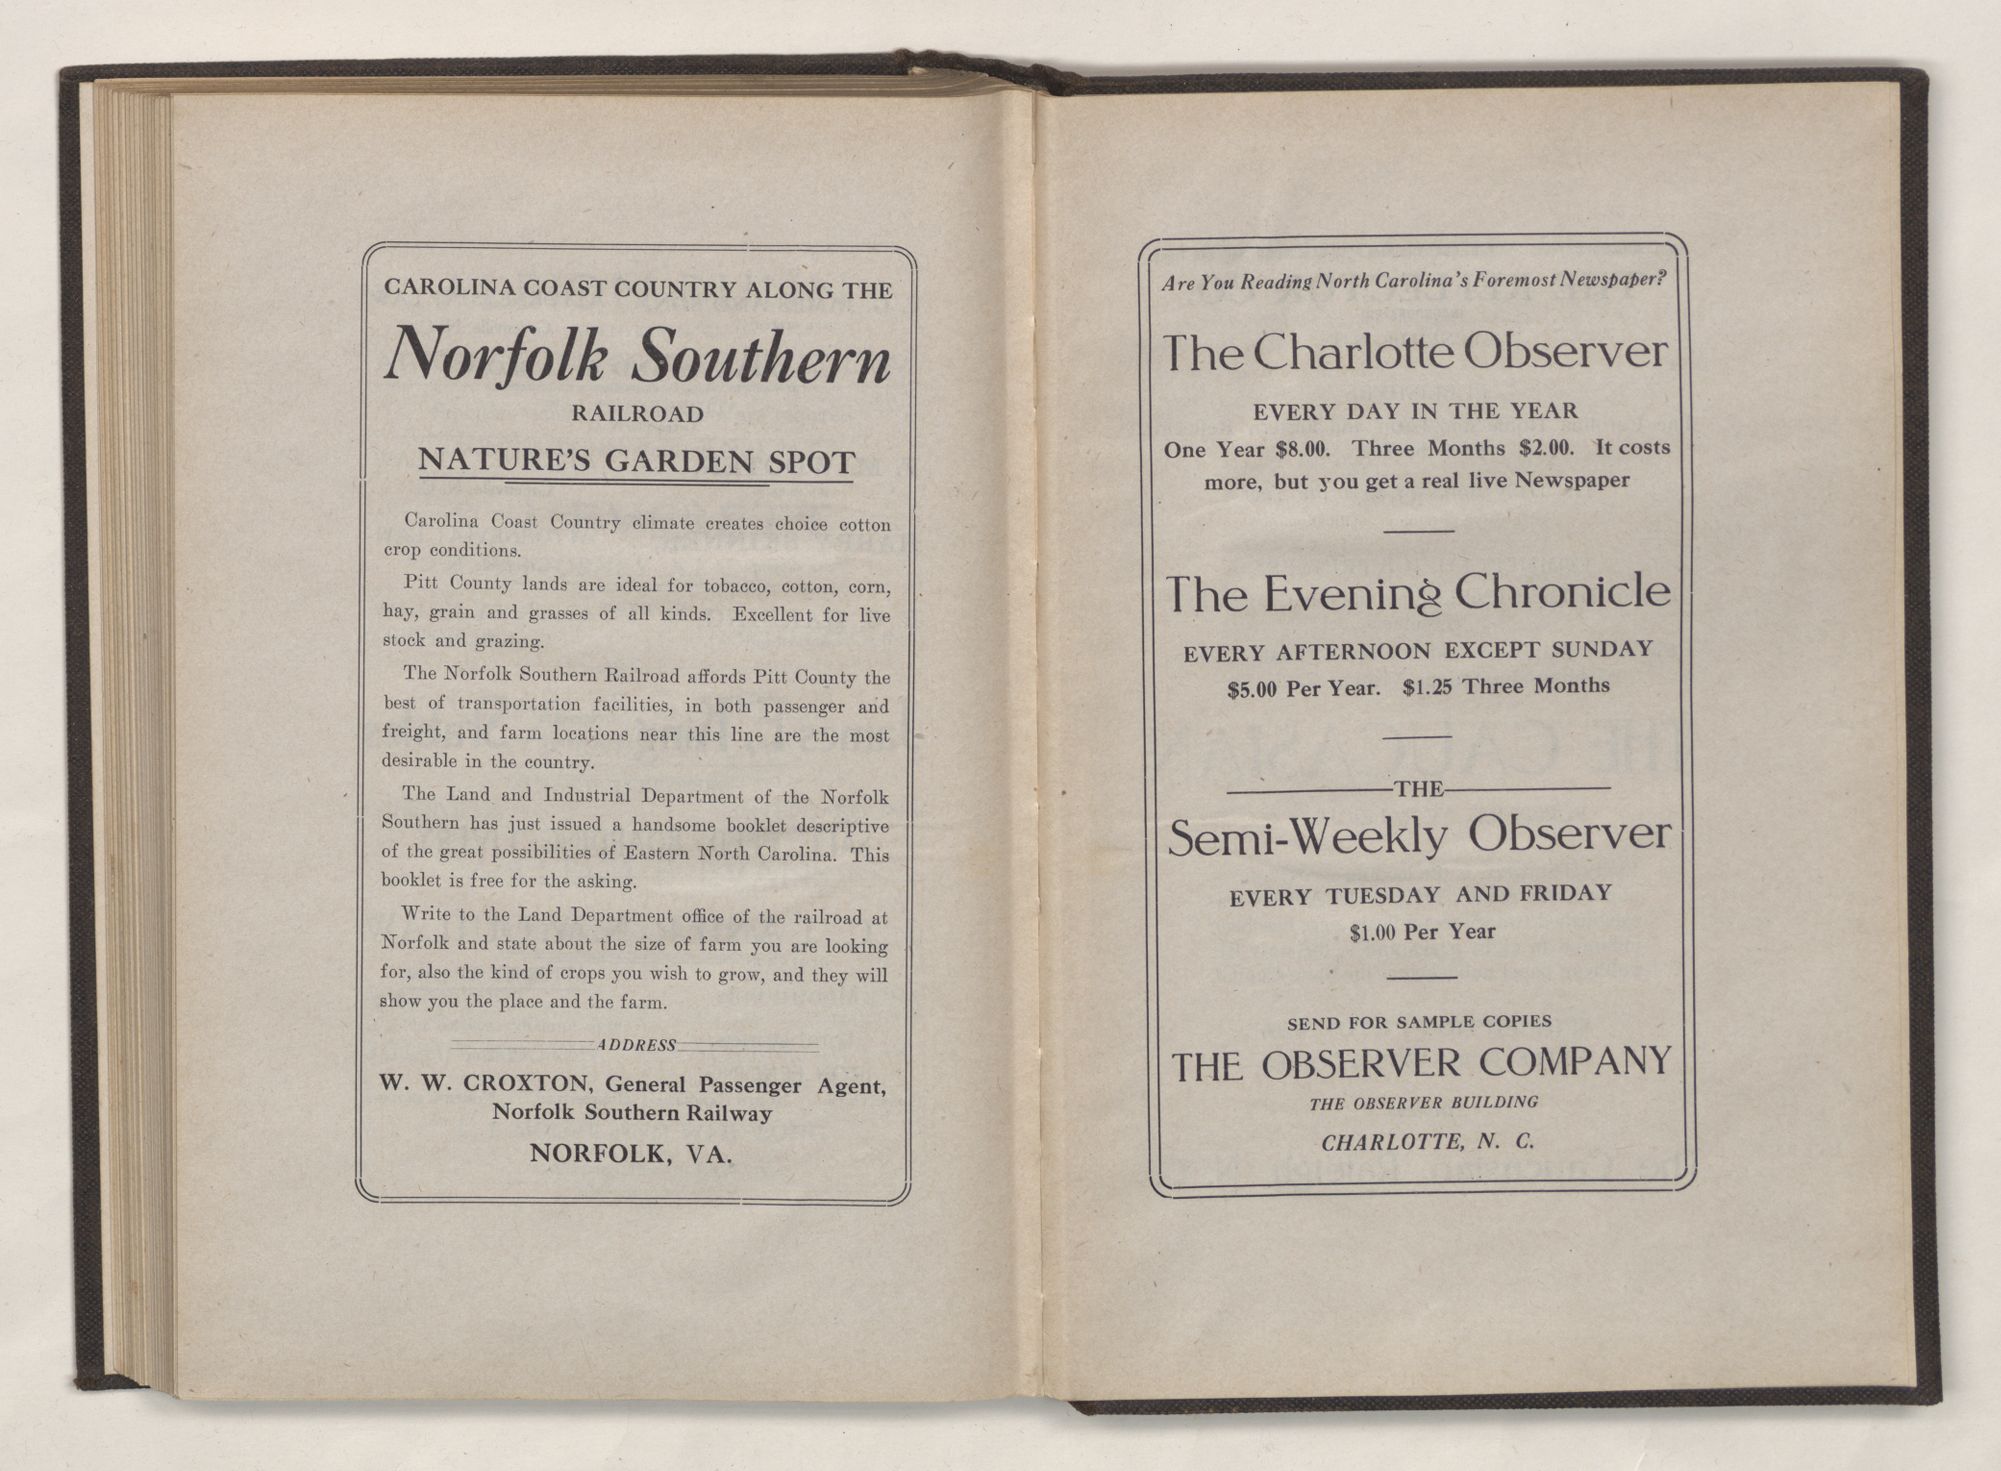 CAROLINA COAST COUNTRY ALONG THE
Norfolk Southern
RAILROAD
NATURE'S GARDEN SPOT
Carolina Coast Country climate creates choice cotton
crop conditions.
Pitt County lands are ideal for tobacco, cotton, corn,
hay, grain and grasses of all kinds. Excellent for live
stock and grazing.
The Norfolk Southern Railroad affords Pitt County the
best of transportation facilities, in both passenger and
freight, and farm locations near this line are the most
desirable in the country.
The Land and Industrial Department of the Norfolk
Southern has just issued a handsome booklet descriptive
of the great possibilities of Eastern North Carolina. This
booklet is free for the asking.
Write to the Land Department office of the railroad at
Norfolk and state about the size of farm you are looking
for, also the kind of crops you wish to grow, and they will
show you the place and the farm.
ADDRESS
W. W. CROXTON, General Passenger Agent,
Norfolk Southern Railway
NORFOLK, VA.
Are You Reading North Carolina's Foremost Newspaper?
The Charlotte Observer
EVERY DAY IN THE YEAR
One Year $8.00. Three Months $2.00. It costs
more, but you get a real live Newspaper
The Evening Chronicle
EVERY AFTERNOON EXCEPT SUNDAY
$5.00 Per Year. $1.25 Three Months
THE
Semi-Weekly Observer
EVERY TUESDAY AND FRIDAY
$1.00 Per Year
SEND FOR SAMPLE COPIES
THE OBSERVER COMPANY
THE OBSERVER BUILDING
CHARLOTTE, N. C.